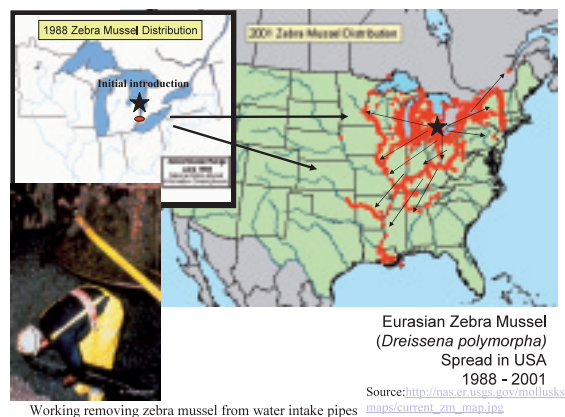 1988 Zebra Mussel Distribution
2001 Zebra Mussel Distribution
Initial introduction
Eurasian Zebra Mussel
(Dreissena polymorpha)
Spread in USA
1988 - 2001
Source:http://nas.er.usgs.gov/mollusks
maps/current_zm_map.jpg
Working removing zebra mussel from water intake pipes